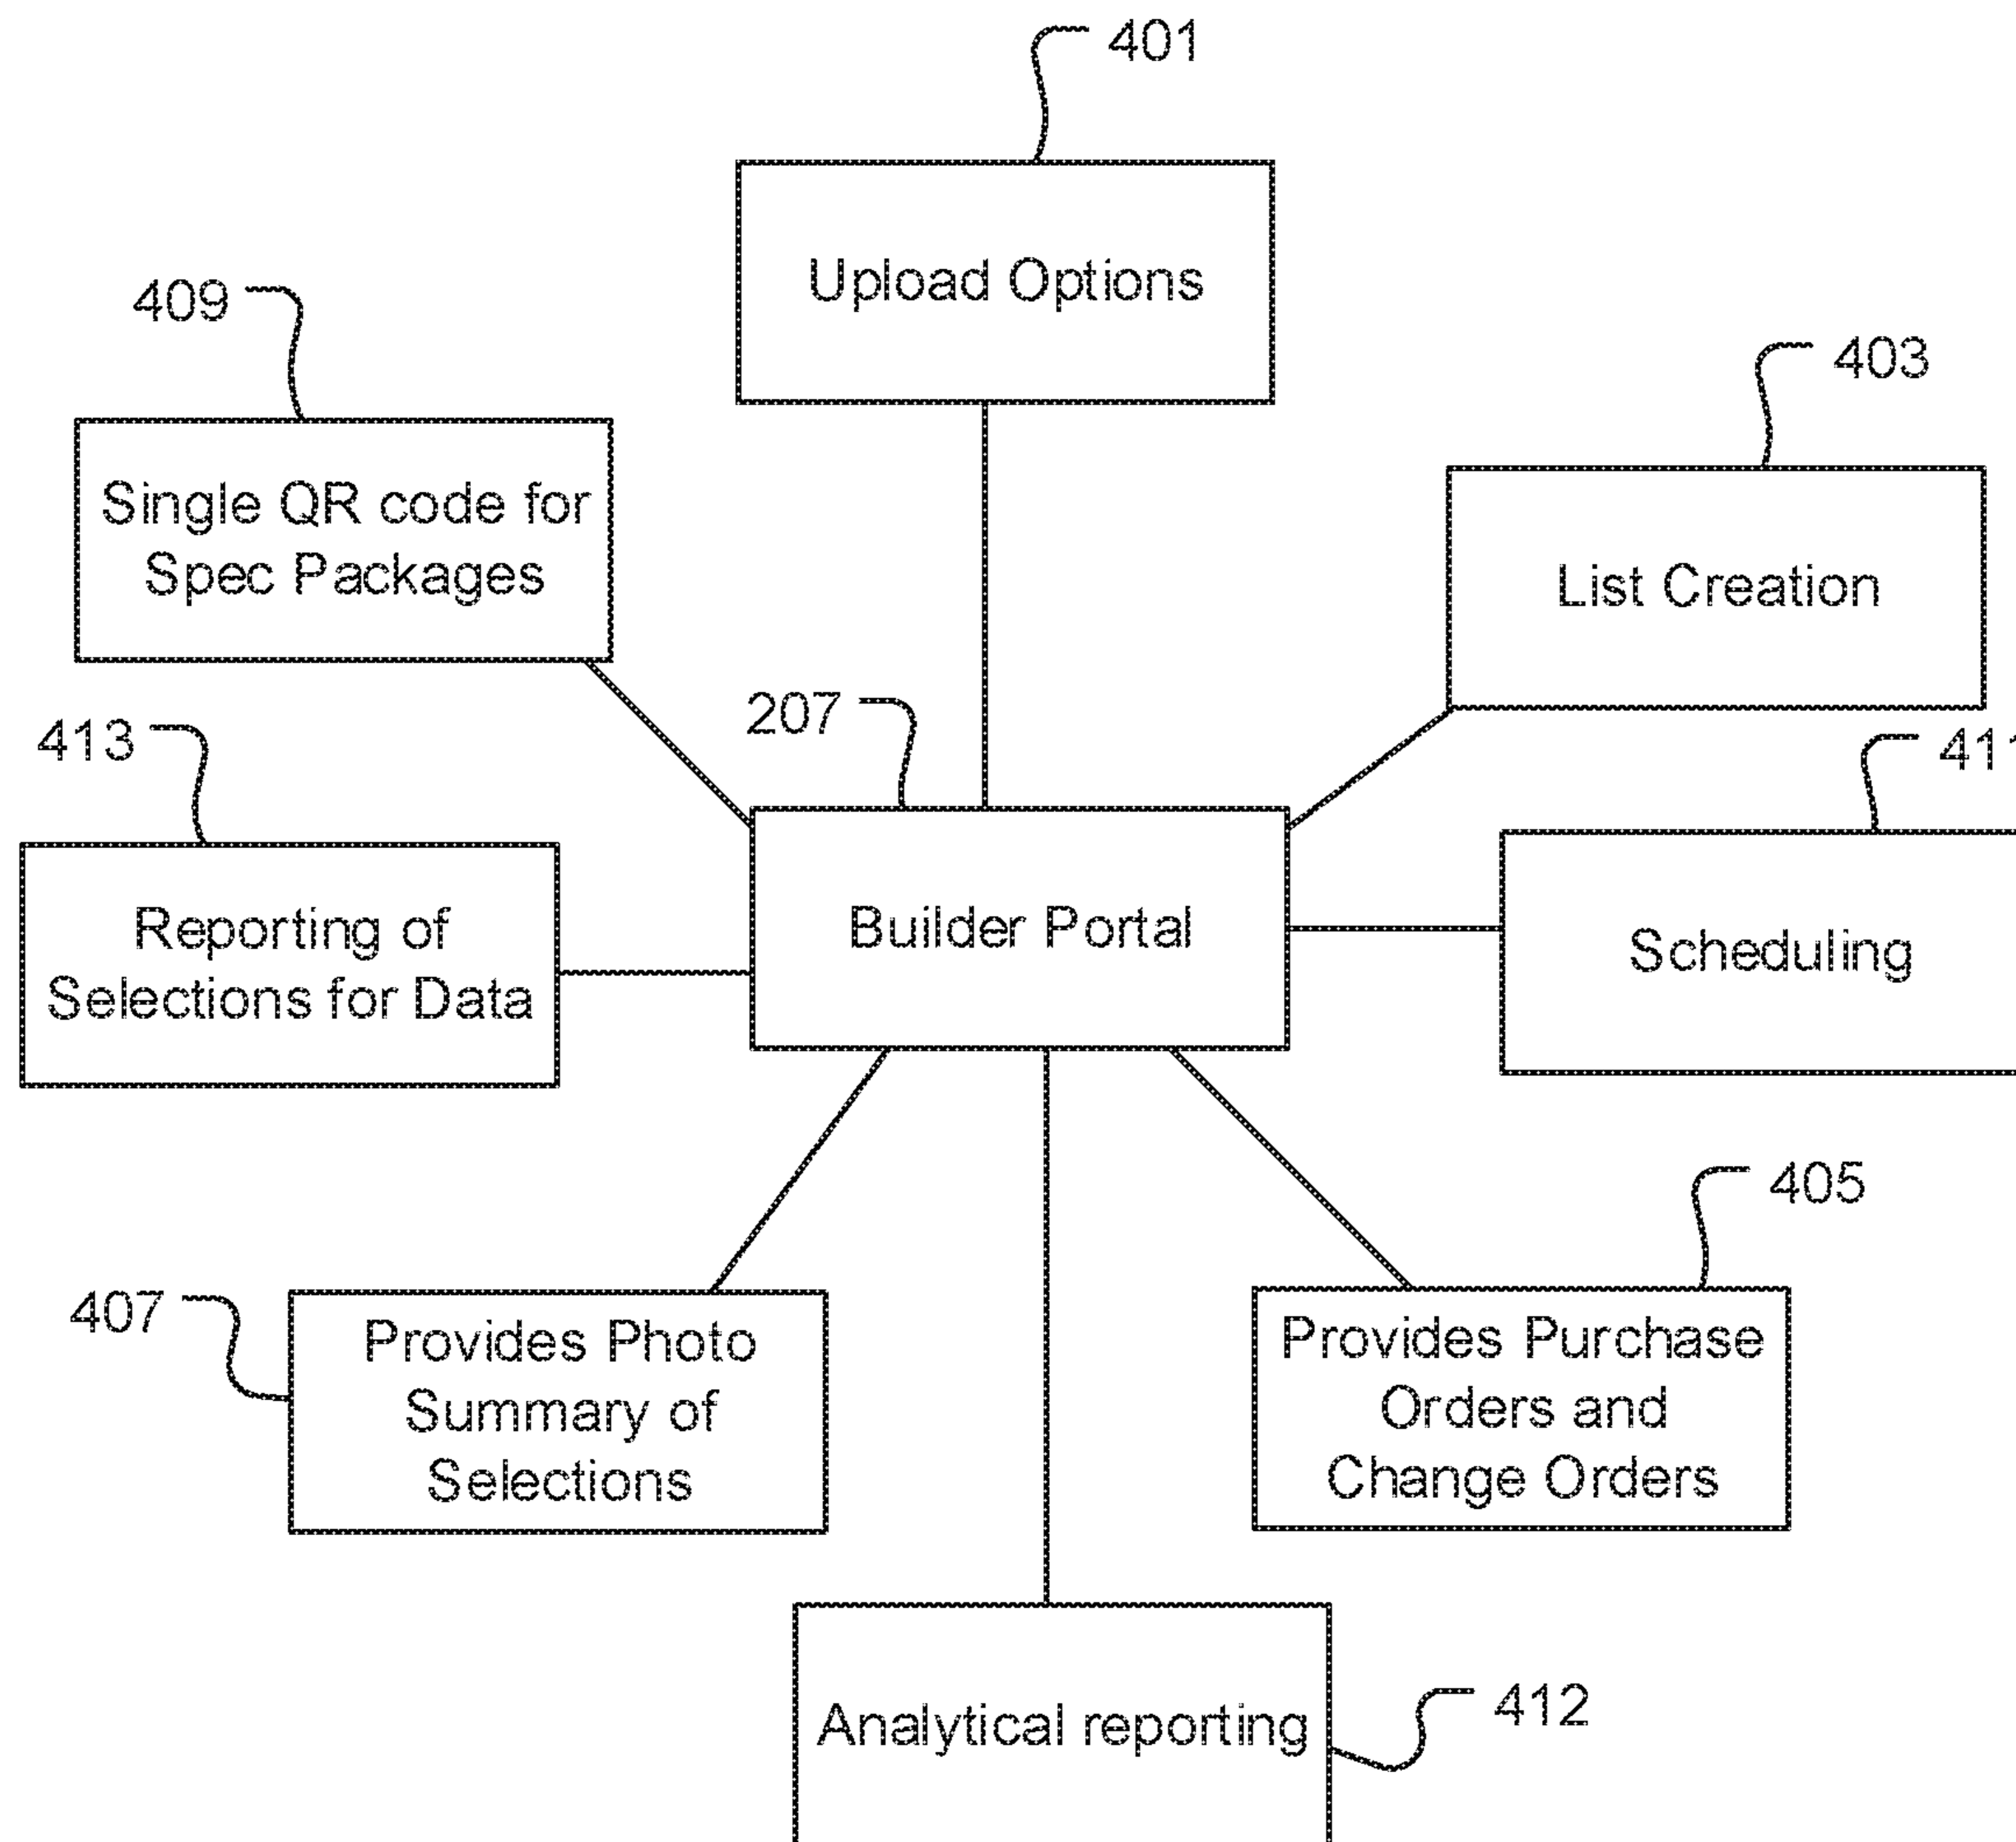 401
Upload Options
409
Single QR code for
Spec Packages
403
List Creation
413
Reporting of
Selections for Data
207
Builder Portal
411
Scheduling
407
Provides Photo
Summary of
Selections
405
Provides Purchase
Orders and
Change Orders
Analytical reporting
412